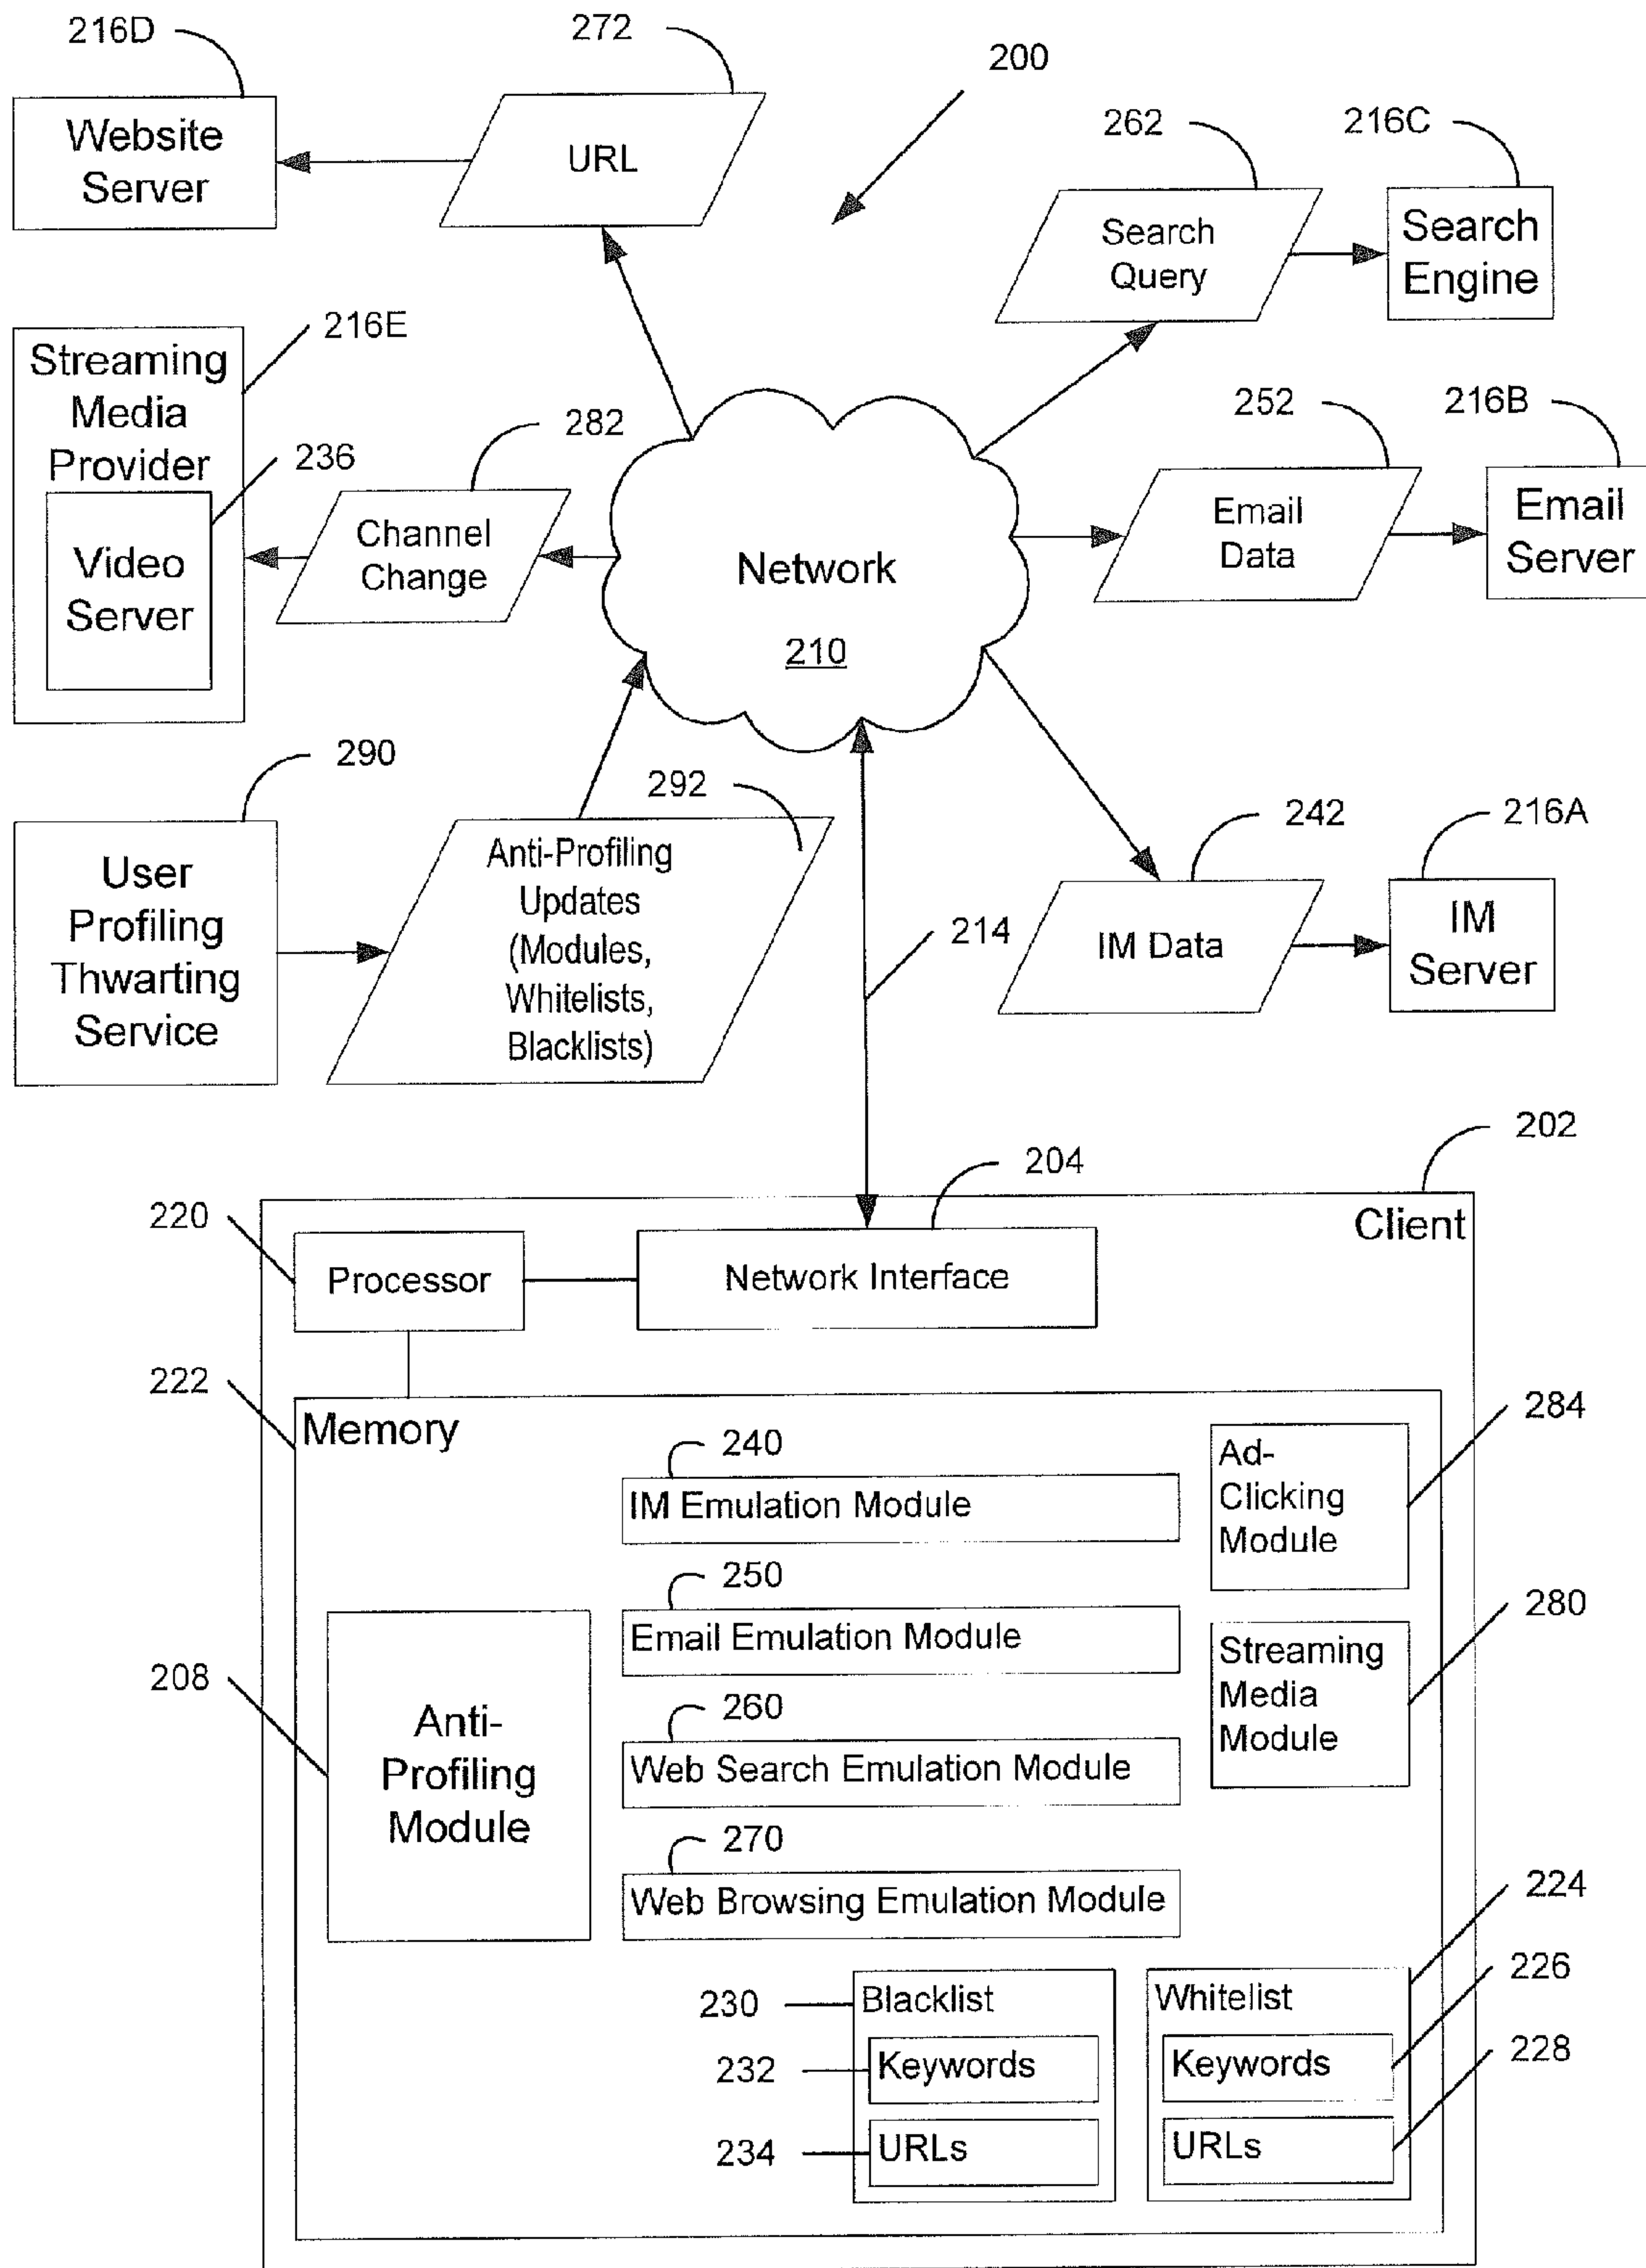 216D
272
200
Website
Server
URL
262
216C
Search
Query
Search
Engine
216E
Streaming
Media
Provider
282
236
Channel
Change
Video
Server
Network
210
252
216B
Email
Data
Email
Server
290
292
User
Profiling
Thwarting
Service
Anti-Profiling
Updates
(Modules,
Whitelists,
Blacklists)
214
242
216A
IM Data
IM
Server
202
204
220
Client
Processor
Network Interface
222
Memory
284
240
IM Emulation Module
Ad-
Clicking
Module
250
Email Emulation Module
280
Streaming
Media
Module
208
Anti-
Profiling
Module
260
Web Search Emulation Module
270
Web Browsing Emulation Module
224
230
Blacklist
Whitelist
226
232
Keywords
Keywords
228
234
URLs
URLs